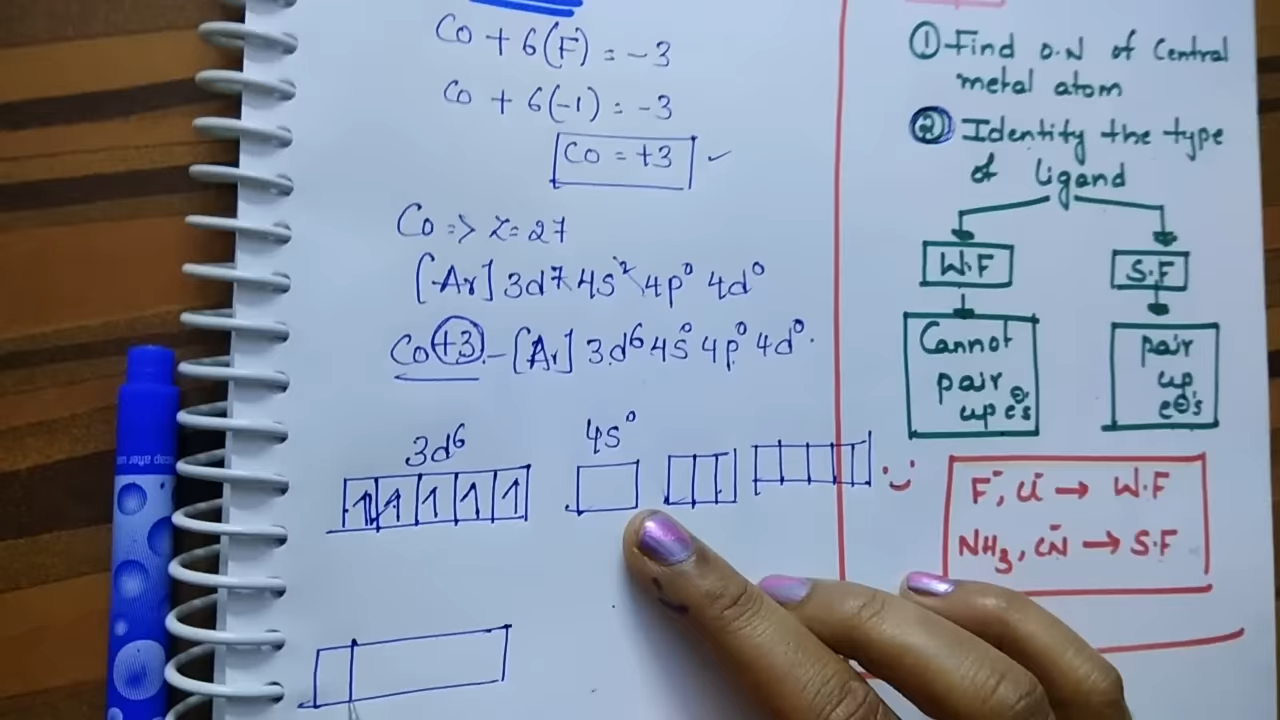 Co + 6(F⁻) = -3
Co + 6(-1) = -3
Co = +3
Co => Z=27
[Ar] 3d⁷ 4s² 4p⁰ 4d⁰
Co+3 - [Ar] 3d⁶ 4s⁰ 4p⁰ 4d⁰.
3d⁶ 4s⁰
① Find O.N of Central
metal atom
② Identify the type
of ligand
W.F S.F
Cannot
pair
up e⊖'s
pair
up
e⊖'s
F⁻, Cl⁻ → W.F
NH₃, CN⁻ → S.F